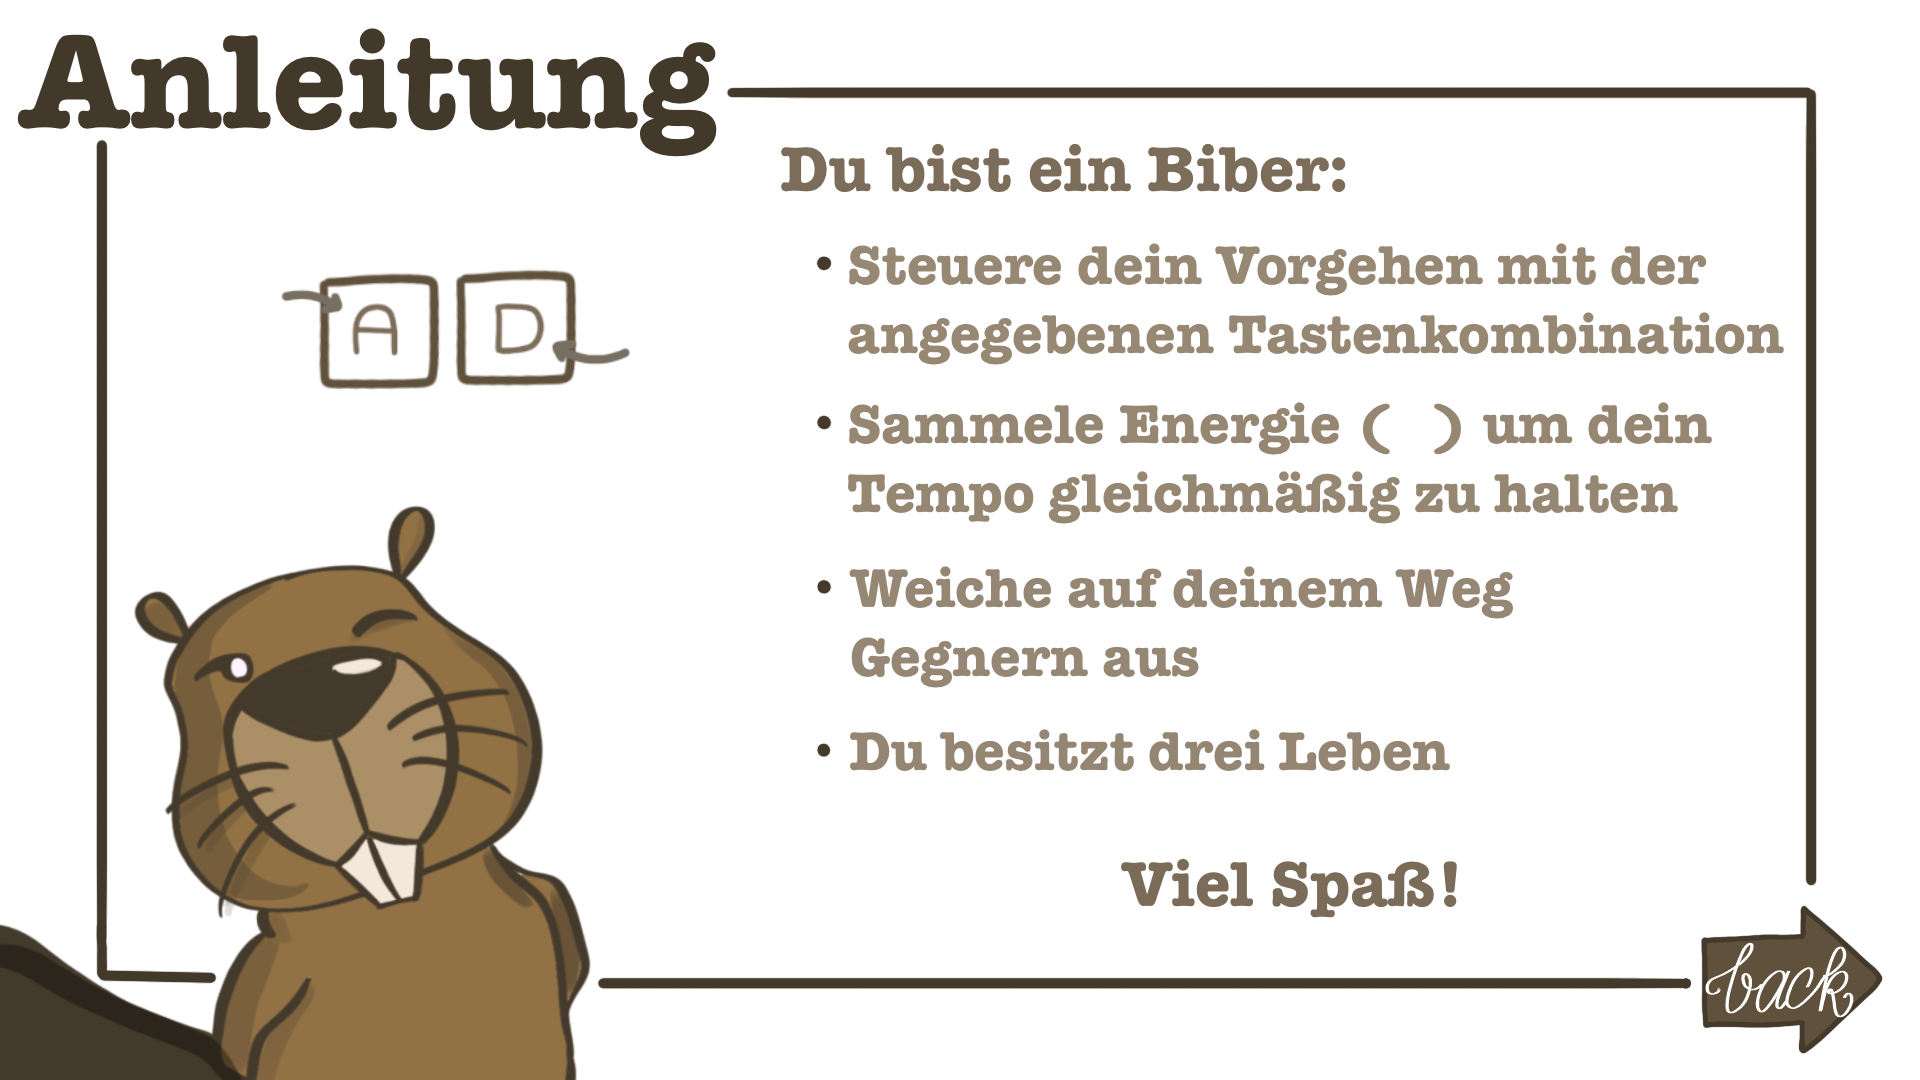 Anleitung
Du bist ein Biber:
• Steuere dein Vorgehen mit der
angegebenen Tastenkombination
• Sammele Energie ( ) um dein
Tempo gleichmäßig zu halten
• Weiche auf deinem Weg
Gegnern aus
• Du besitzt drei Leben
Viel Spaß!
A D
back